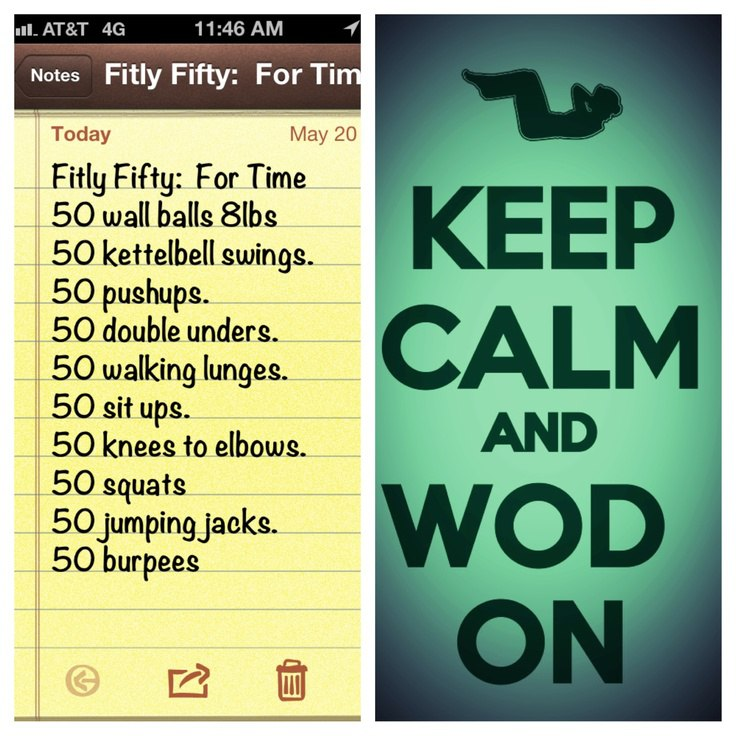 AT&T 4G 11:46 AM
Notes
Fitly Fifty: For Tim
Today May 20
Fitly Fifty: For Time
50 wall balls 8lbs
50 kettelbell swings.
50 pushups.
50 double unders.
50 walking lunges.
50 sit ups.
50 knees to elbows.
50 squats
50 jumping jacks.
50 burpees
KEEP
CALM
AND
WOD
ON